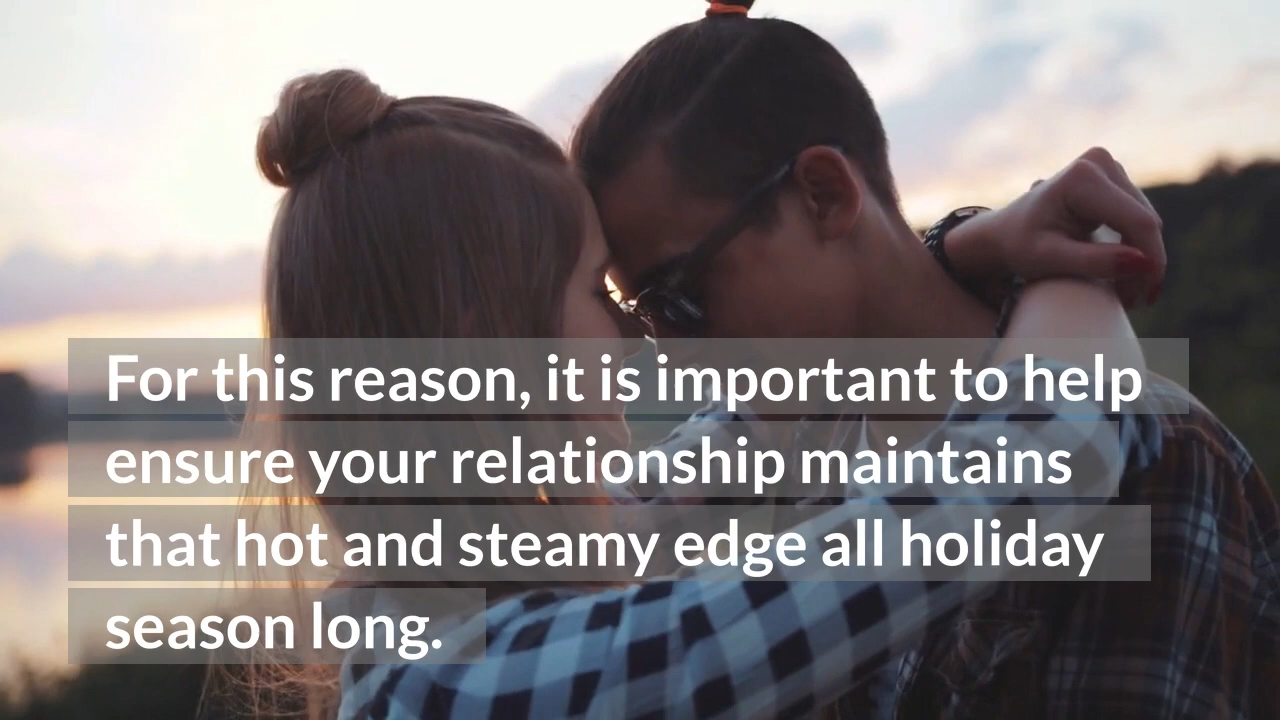 For this reason, it is important to help
ensure your relationship maintains
that hot and steamy edge all holiday
season long.